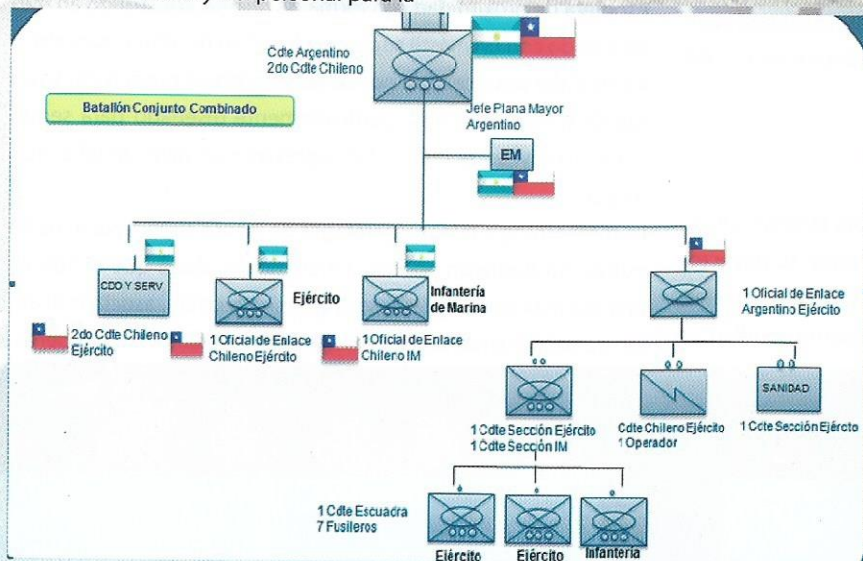 personal para la
Cdte Argentino
2do Cdte Chileno
Batallón Conjunto Combinado
Jefe Plana Mayor
Argentino
EM
CDO Y SERV
Ejército
Infantería
de Marina
1 Oficial de Enlace
Argentino Ejército
2do Cdte Chileno
Ejército
1 Oficial de Enlace
Chileno Ejército
1 Oficial de Enlace
Chileno IM
SANIDAD
1 Cdte Sección Ejército
1 Cdte Sección IM
Cdte Chileno Ejército
1 Operador
1 Cdte Sección Ejército
1 Cdte Escuadra
7 Fusileros
Ejército
Ejército
Infantería